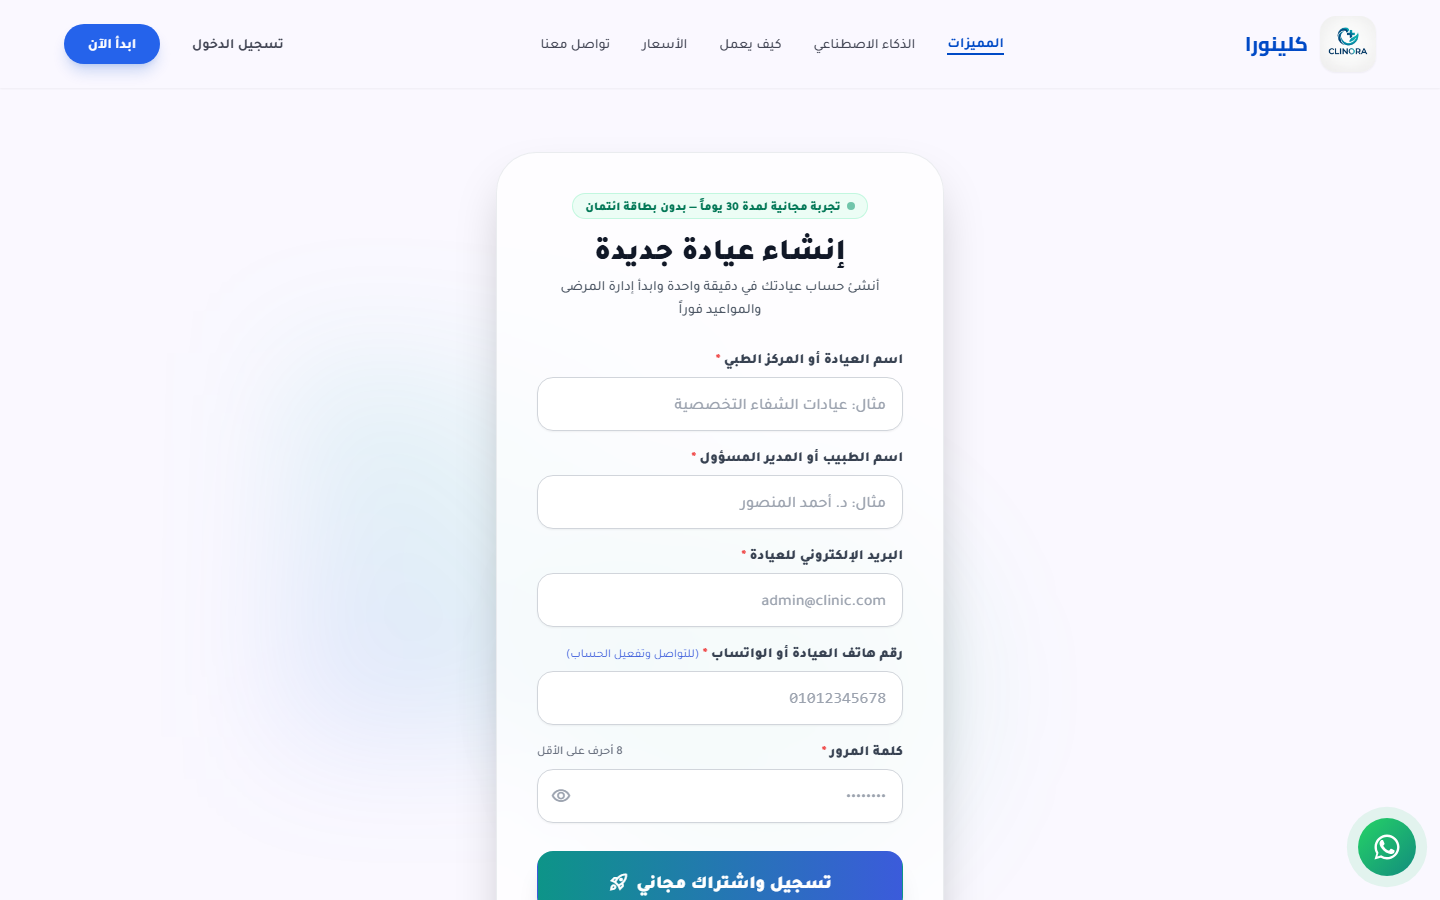 CLINORA
كلينورا
المميزات
الذكاء الاصطناعي
كيف يعمل
الأسعار
تواصل معنا
تسجيل الدخول
ابدأ الآن
تجربة مجانية لمدة 30 يوماً – بدون بطاقة ائتمان
إنشاء عيادة جديدة
أنشئ حساب عيادتك في دقيقة واحدة وابدأ إدارة المرضى
والمواعيد فوراً
اسم العيادة أو المركز الطبي *
مثال: عيادات الشفاء التخصصية
اسم الطبيب أو المدير المسؤول *
مثال: د. أحمد المنصور
البريد الإلكتروني للعيادة *
admin@clinic.com
رقم هاتف العيادة أو الواتساب * (للتواصل وتفعيل الحساب)
01012345678
كلمة المرور *
8 أحرف على الأقل
••••••••
تسجيل واشتراك مجاني